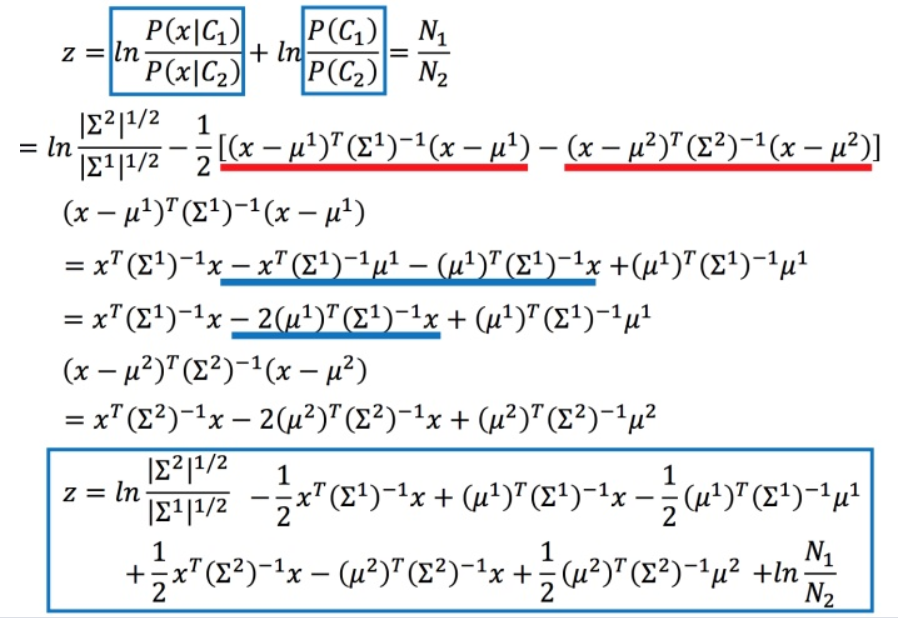 z = ln P(x|C₁)/P(x|C₂) + ln P(C₁)/P(C₂) = N₁/N₂
= ln |Σ²|^{1/2}/|Σ¹|^{1/2} − 1/2 [(x − μ¹)ᵀ(Σ¹)⁻¹(x − μ¹) − (x − μ²)ᵀ(Σ²)⁻¹(x − μ²)]
(x − μ¹)ᵀ(Σ¹)⁻¹(x − μ¹)
= xᵀ(Σ¹)⁻¹x − xᵀ(Σ¹)⁻¹μ¹ − (μ¹)ᵀ(Σ¹)⁻¹x +(μ¹)ᵀ(Σ¹)⁻¹μ¹
= xᵀ(Σ¹)⁻¹x − 2(μ¹)ᵀ(Σ¹)⁻¹x + (μ¹)ᵀ(Σ¹)⁻¹μ¹
(x − μ²)ᵀ(Σ²)⁻¹(x − μ²)
= xᵀ(Σ²)⁻¹x − 2(μ²)ᵀ(Σ²)⁻¹x + (μ²)ᵀ(Σ²)⁻¹μ²
z = ln |Σ²|^{1/2}/|Σ¹|^{1/2} − 1/2 xᵀ(Σ¹)⁻¹x + (μ¹)ᵀ(Σ¹)⁻¹x − 1/2 (μ¹)ᵀ(Σ¹)⁻¹μ¹
+ 1/2 xᵀ(Σ²)⁻¹x − (μ²)ᵀ(Σ²)⁻¹x + 1/2 (μ²)ᵀ(Σ²)⁻¹μ² +ln N₁/N₂